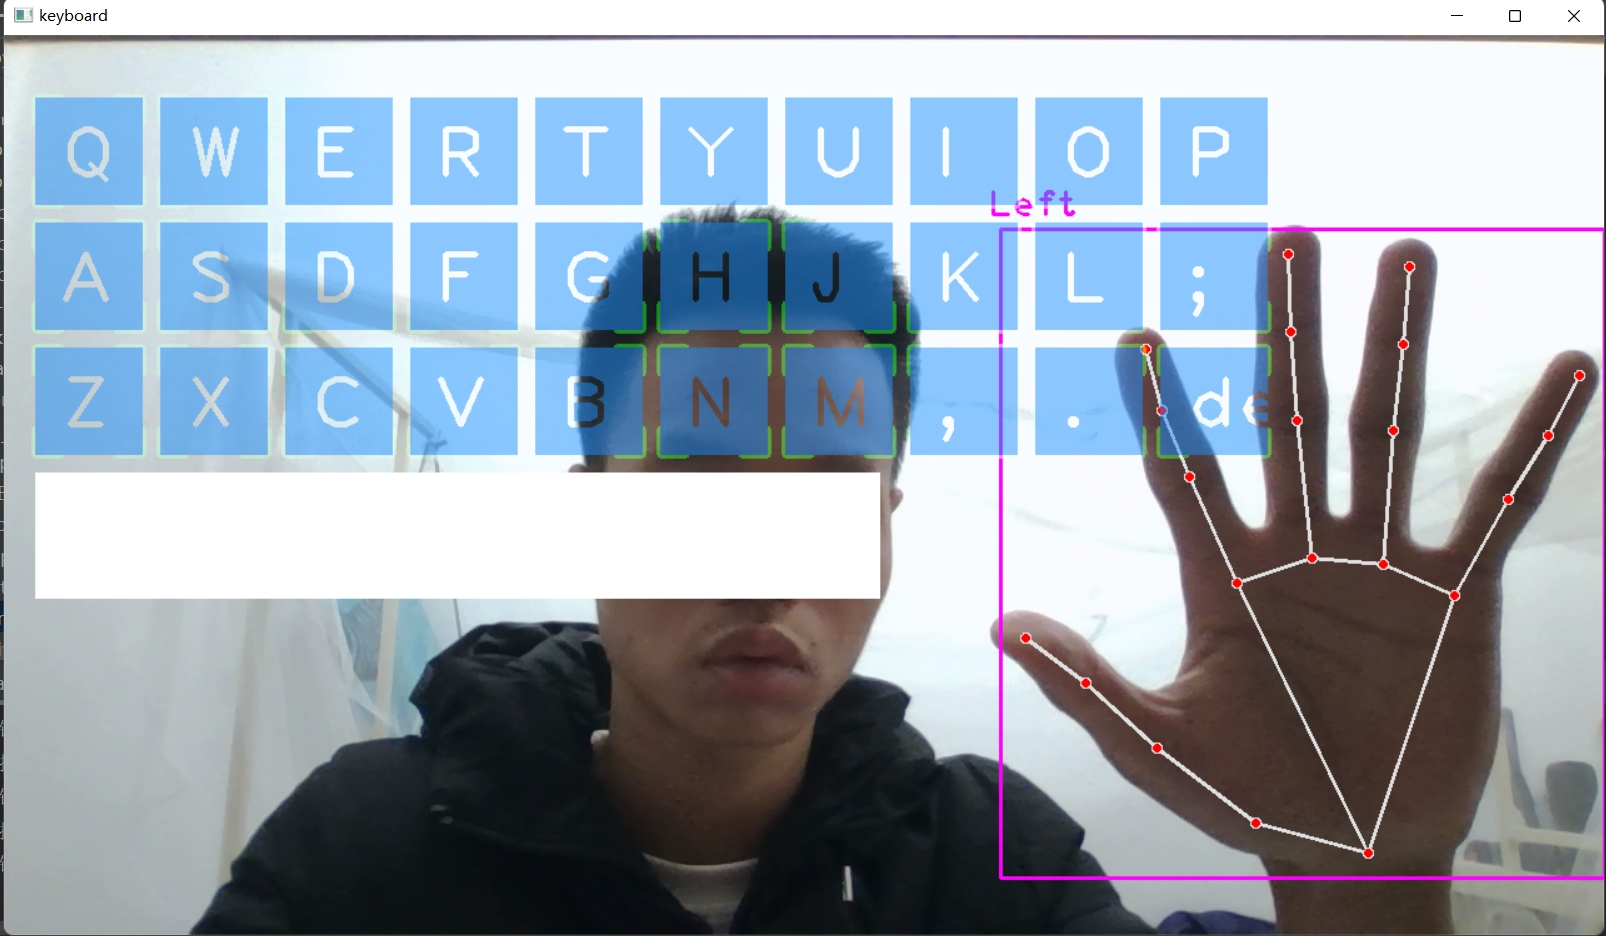 keyboard
Q W E R T Y U I O P
Left
A S D F G H J K L ;
Z X C V B N M , . de